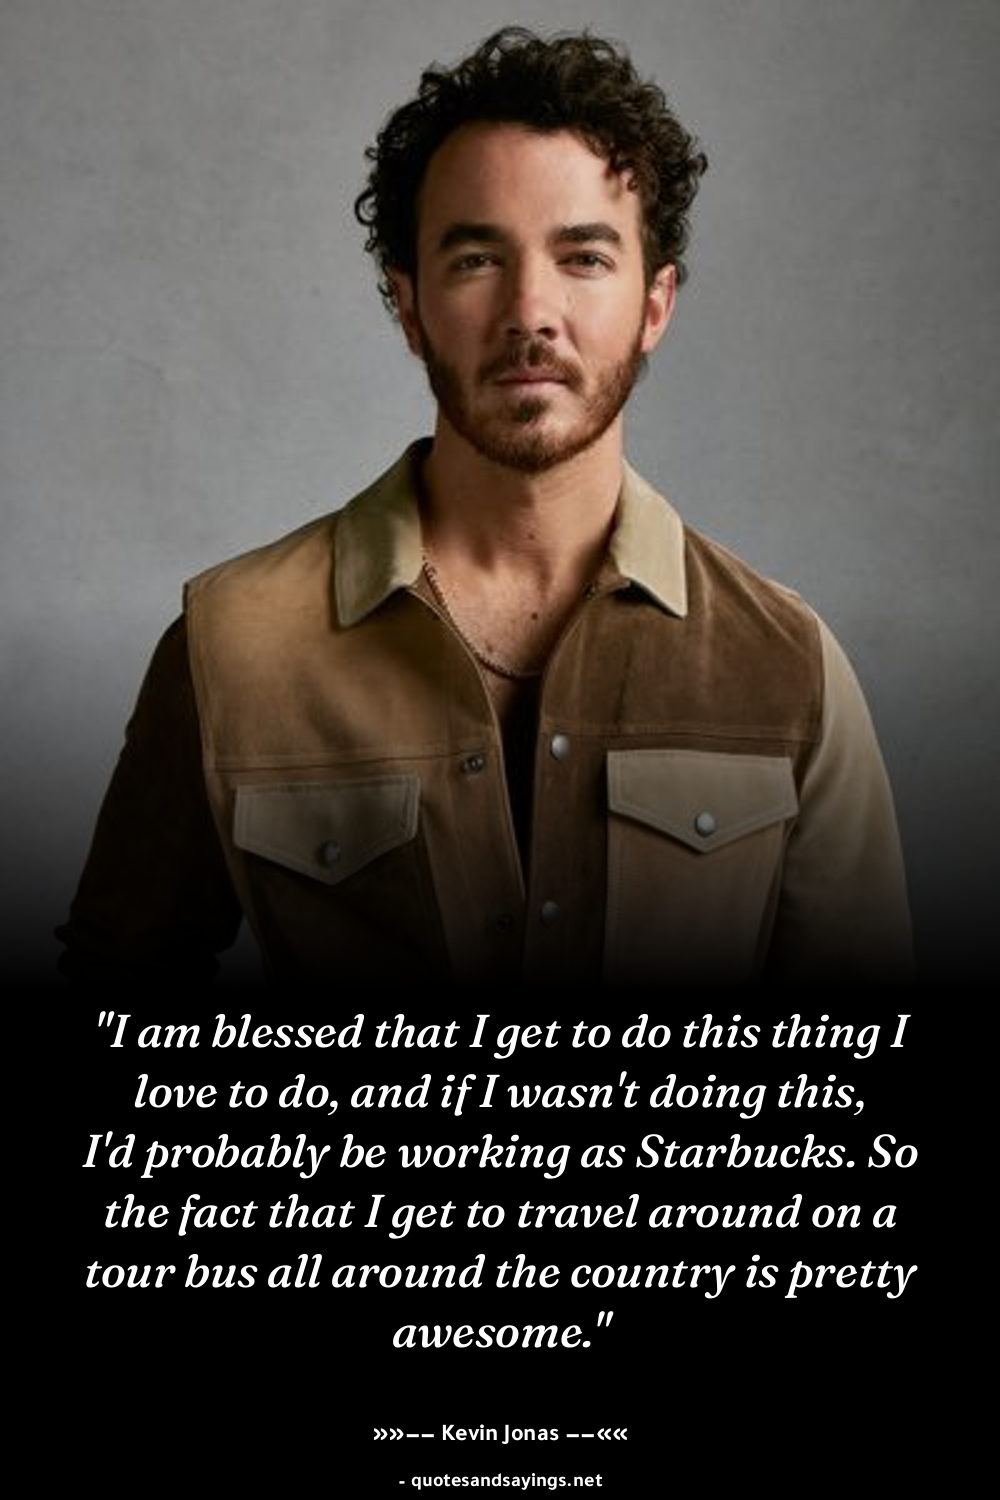 "I am blessed that I get to do this thing I
love to do, and if I wasn't doing this,
I'd probably be working as Starbucks. So
the fact that I get to travel around on a
tour bus all around the country is pretty
awesome."
»»–– Kevin Jonas ––««
- quotesandsayings.net